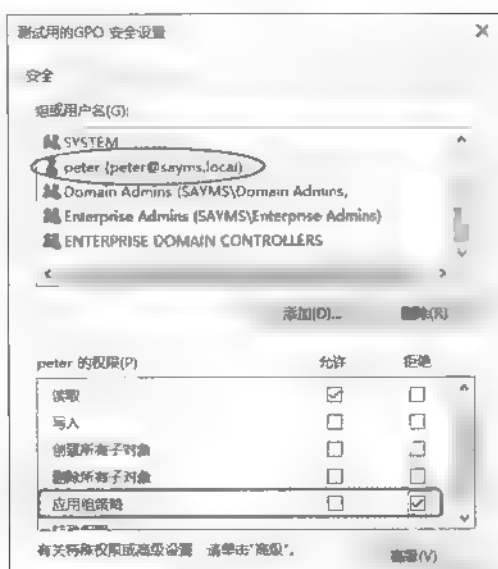 测试用的GPO 安全设置
安全
组或用户名(G):
SYSTEM
peter (peter@sayms.local)
Domain Admins (SAYMS\Domain Admins,
Enterprise Admins (SAYMS\Enterprise Admins)
ENTERPRISE DOMAIN CONTROLLERS
添加(D)... 删除(R)
peter 的权限(P) 允许 拒绝
读取
写入
创建所有子对象
删除所有子对象
应用组策略
有关特殊权限或高级设置，请单击"高级"。 高级(V)